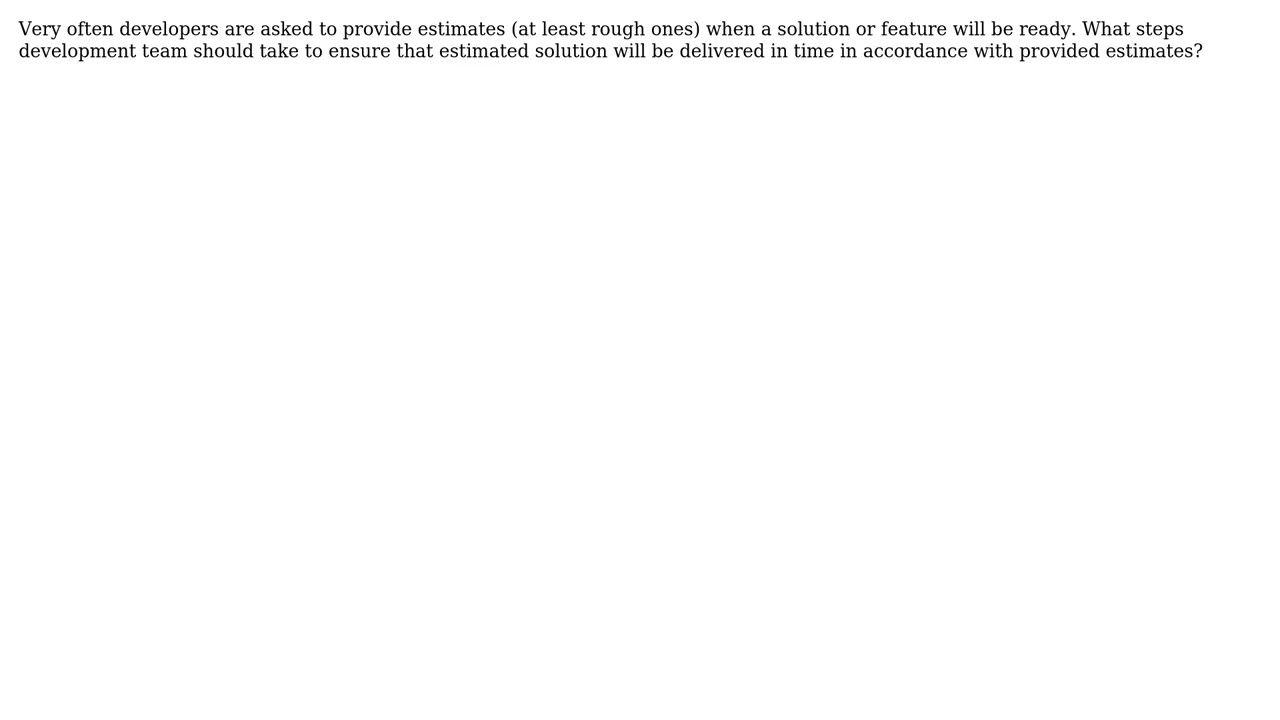 Very often developers are asked to provide estimates (at least rough ones) when a solution or feature will be ready. What steps
development team should take to ensure that estimated solution will be delivered in time in accordance with provided estimates?